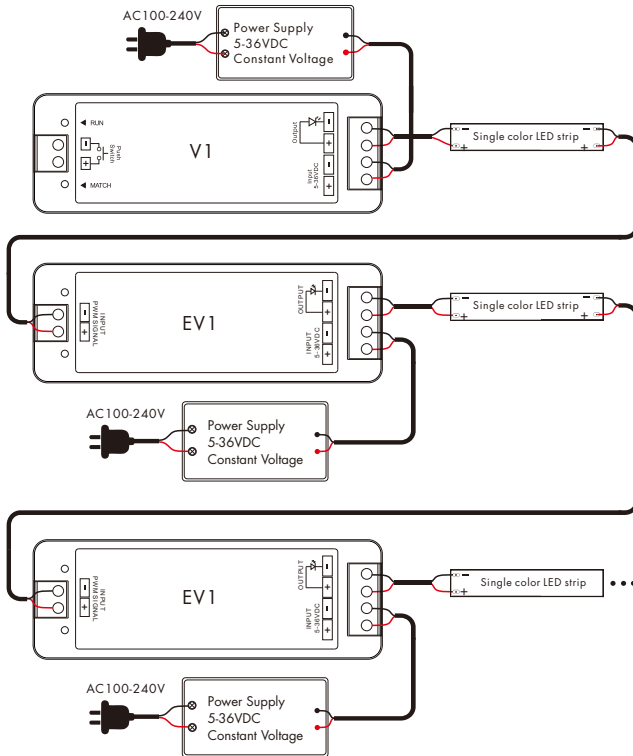 AC100-240V
Power Supply
5-36VDC
Constant Voltage
RUN
Push
Switch
MATCH
V1
Output
Input
5-36VDC
Single color LED strip
INPUT
PWM SIGNAL
EV1
OUTPUT
INPUT
5-36VDC
Single color LED strip
AC100-240V
Power Supply
5-36VDC
Constant Voltage
INPUT
PWM SIGNAL
EV1
OUTPUT
INPUT
5-36VDC
Single color LED strip
AC100-240V
Power Supply
5-36VDC
Constant Voltage